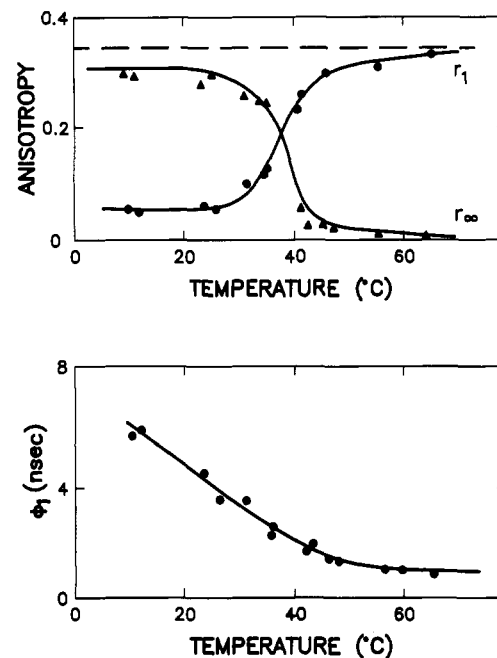 0.4
0.2
0
ANISOTROPY
r1
r∞
0 20 40 60
TEMPERATURE (°C)
8
4
0
ϕ1 (nsec)
0 20 40 60
TEMPERATURE (°C)